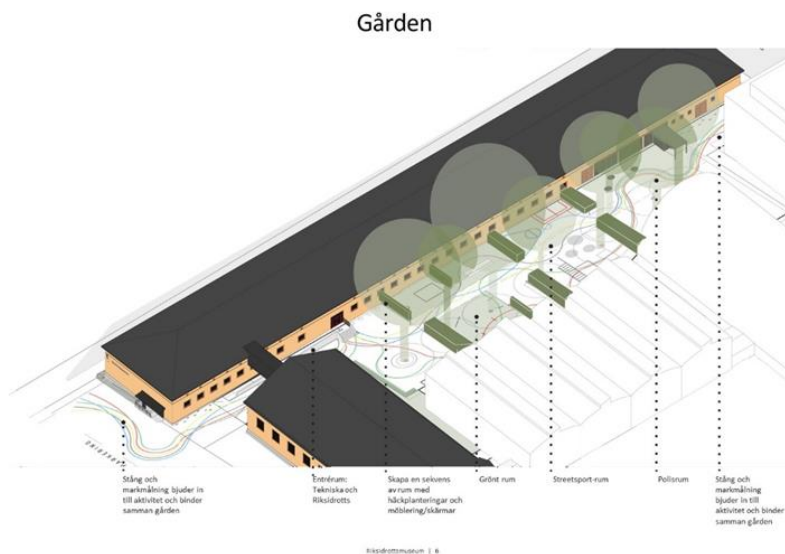 Gården
Stång och
markmålning bjuder in
till aktivitet och binder
samman gården
Entrérum:
Tekniska och
Riksidrotts
Skapa en sekvens
av rum med
häckplanteringar och
möblering/skärmar
Grönt rum
Streetsport-rum
Polisrum
Stång och
markmålning
bjuder in till
aktivitet och binder
samman gården
Riksidrottsmuseum | 6